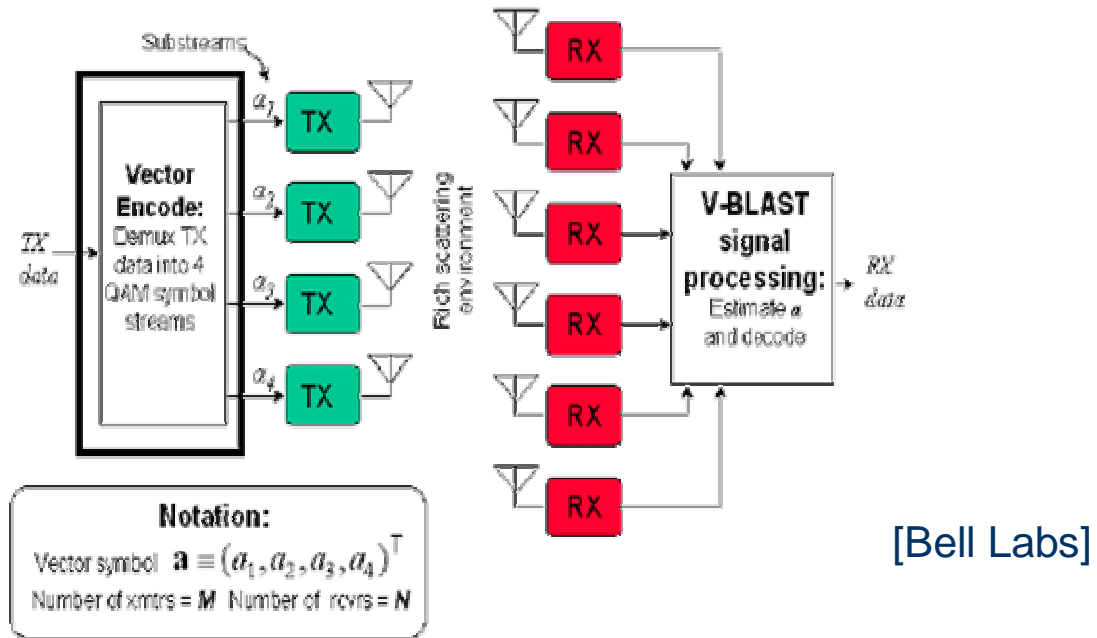 Substreams
TX
data
Vector
Encode:
Demux TX
data into 4
QAM symbol
streams
a₁
TX
a₂
TX
a₃
TX
a₄
TX
Rich scattering
environment
RX
RX
RX
RX
RX
RX
V-BLAST
signal
processing:
Estimate a
and decode
RX
data
Notation:
Vector symbol a ≡ (a₁, a₂, a₃, a₄)ᵀ
Number of xmtrs = M Number of rcvrs = N
[Bell Labs]